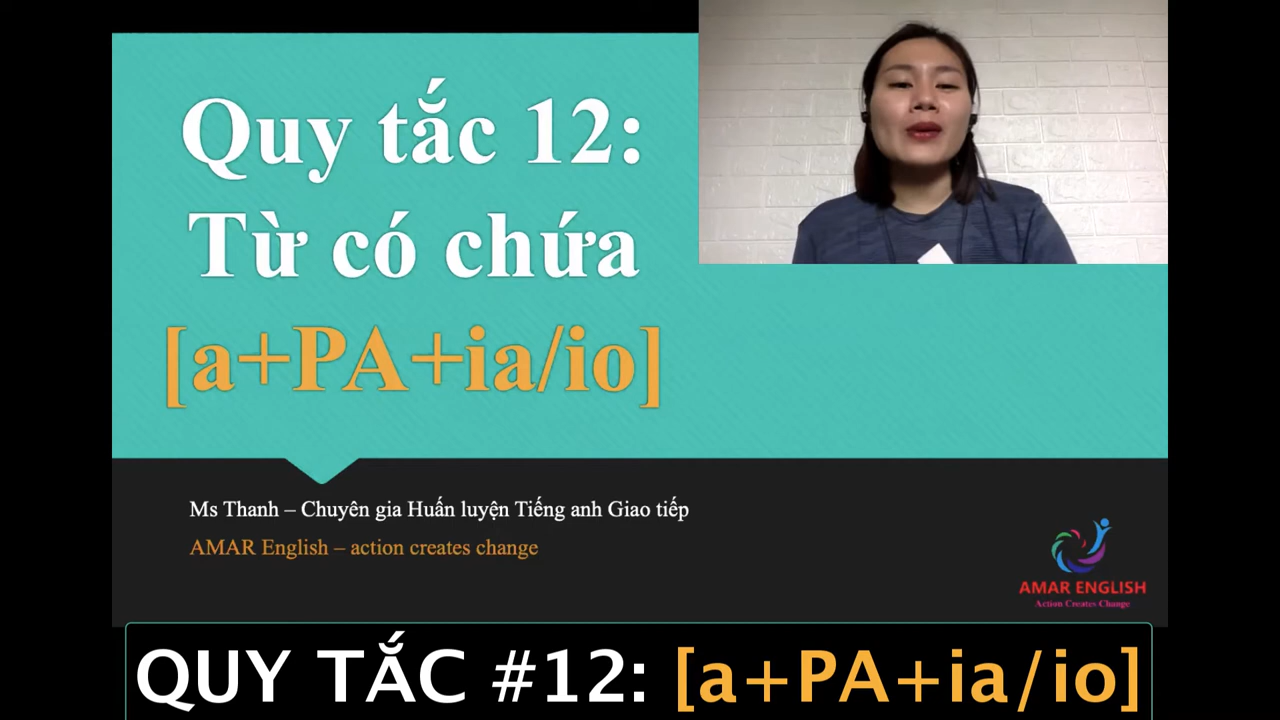 Quy tắc 12:
Từ có chứa
[a+PA+ia/io]
Ms Thanh – Chuyên gia Huấn luyện Tiếng anh Giao tiếp
AMAR English – action creates change
AMAR ENGLISH
Action Creates Change
QUY TẮC #12: [a+PA+ia/io]